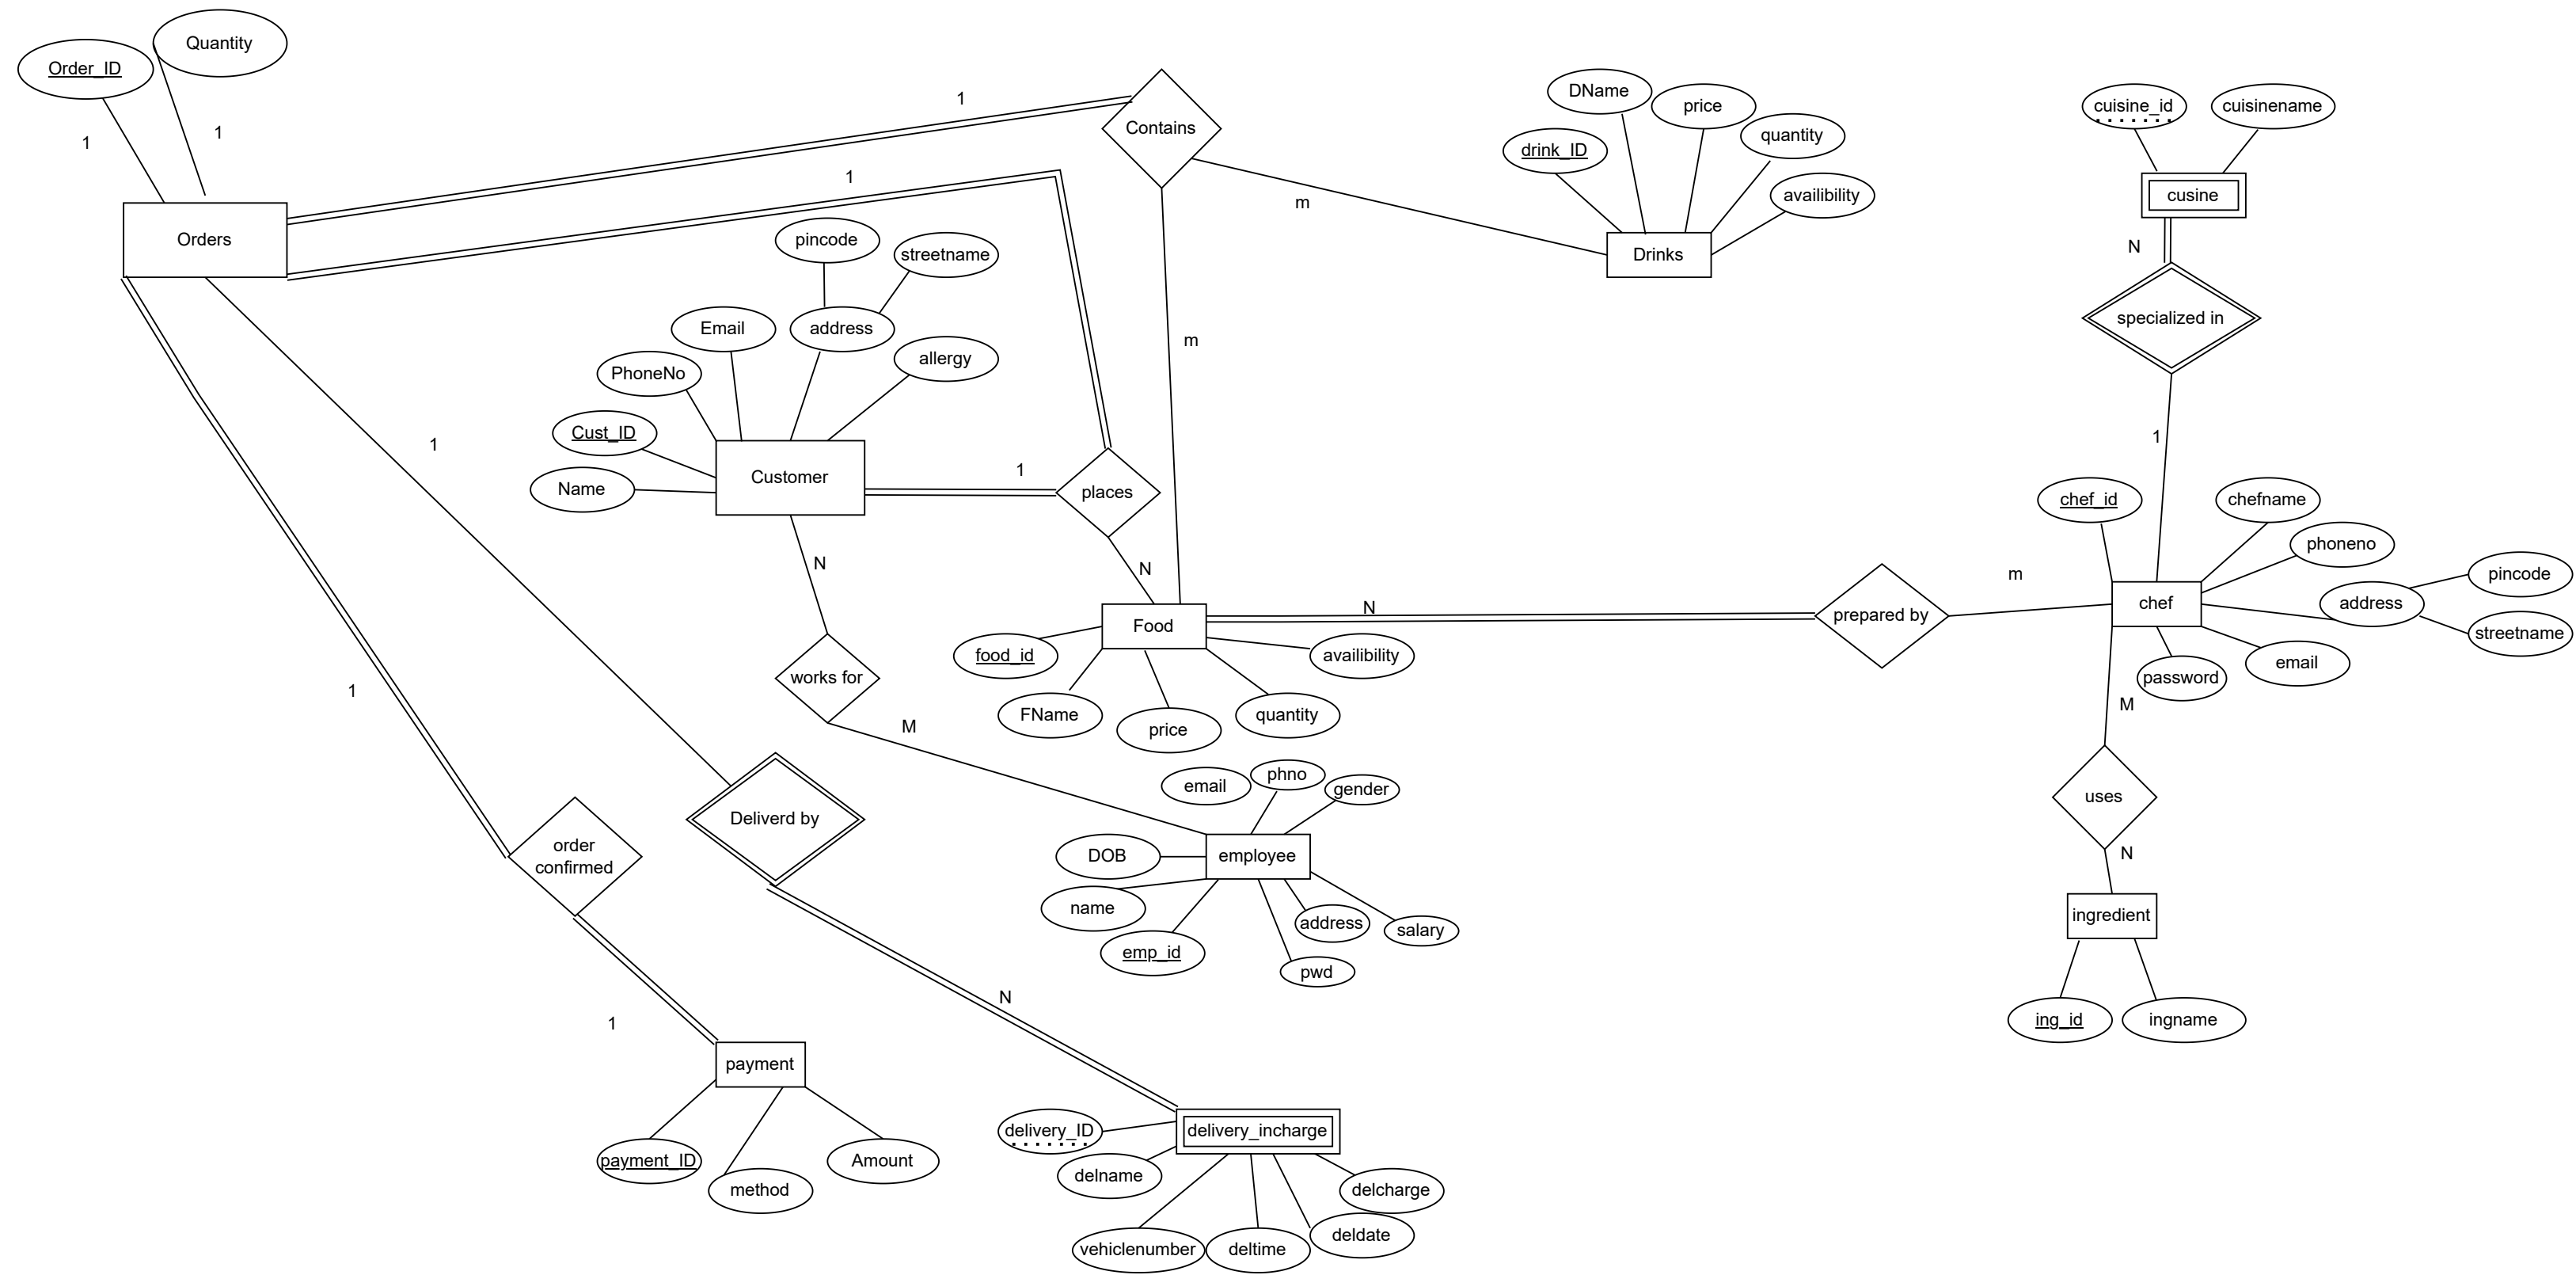 Quantity
Order_ID
1
1
Orders
1
1
Contains
m
m
DName
price
drink_ID
quantity
availibility
Drinks
cuisine_id
cuisinename
cusine
N
specialized in
1
pincode
streetname
Email
address
PhoneNo
allergy
Cust_ID
Name
Customer
1
places
N
N
works for
M
Food
food_id
FName
price
quantity
availibility
N
prepared by
m
chef_id
chefname
phoneno
chef
address
pincode
streetname
email
password
M
uses
N
ingredient
ing_id
ingname
1
1
Deliverd by
order
confirmed
email
phno
gender
DOB
employee
name
emp_id
address
salary
pwd
N
1
payment
payment_ID
method
Amount
delivery_ID
delivery_incharge
delname
delcharge
vehiclenumber
deltime
deldate